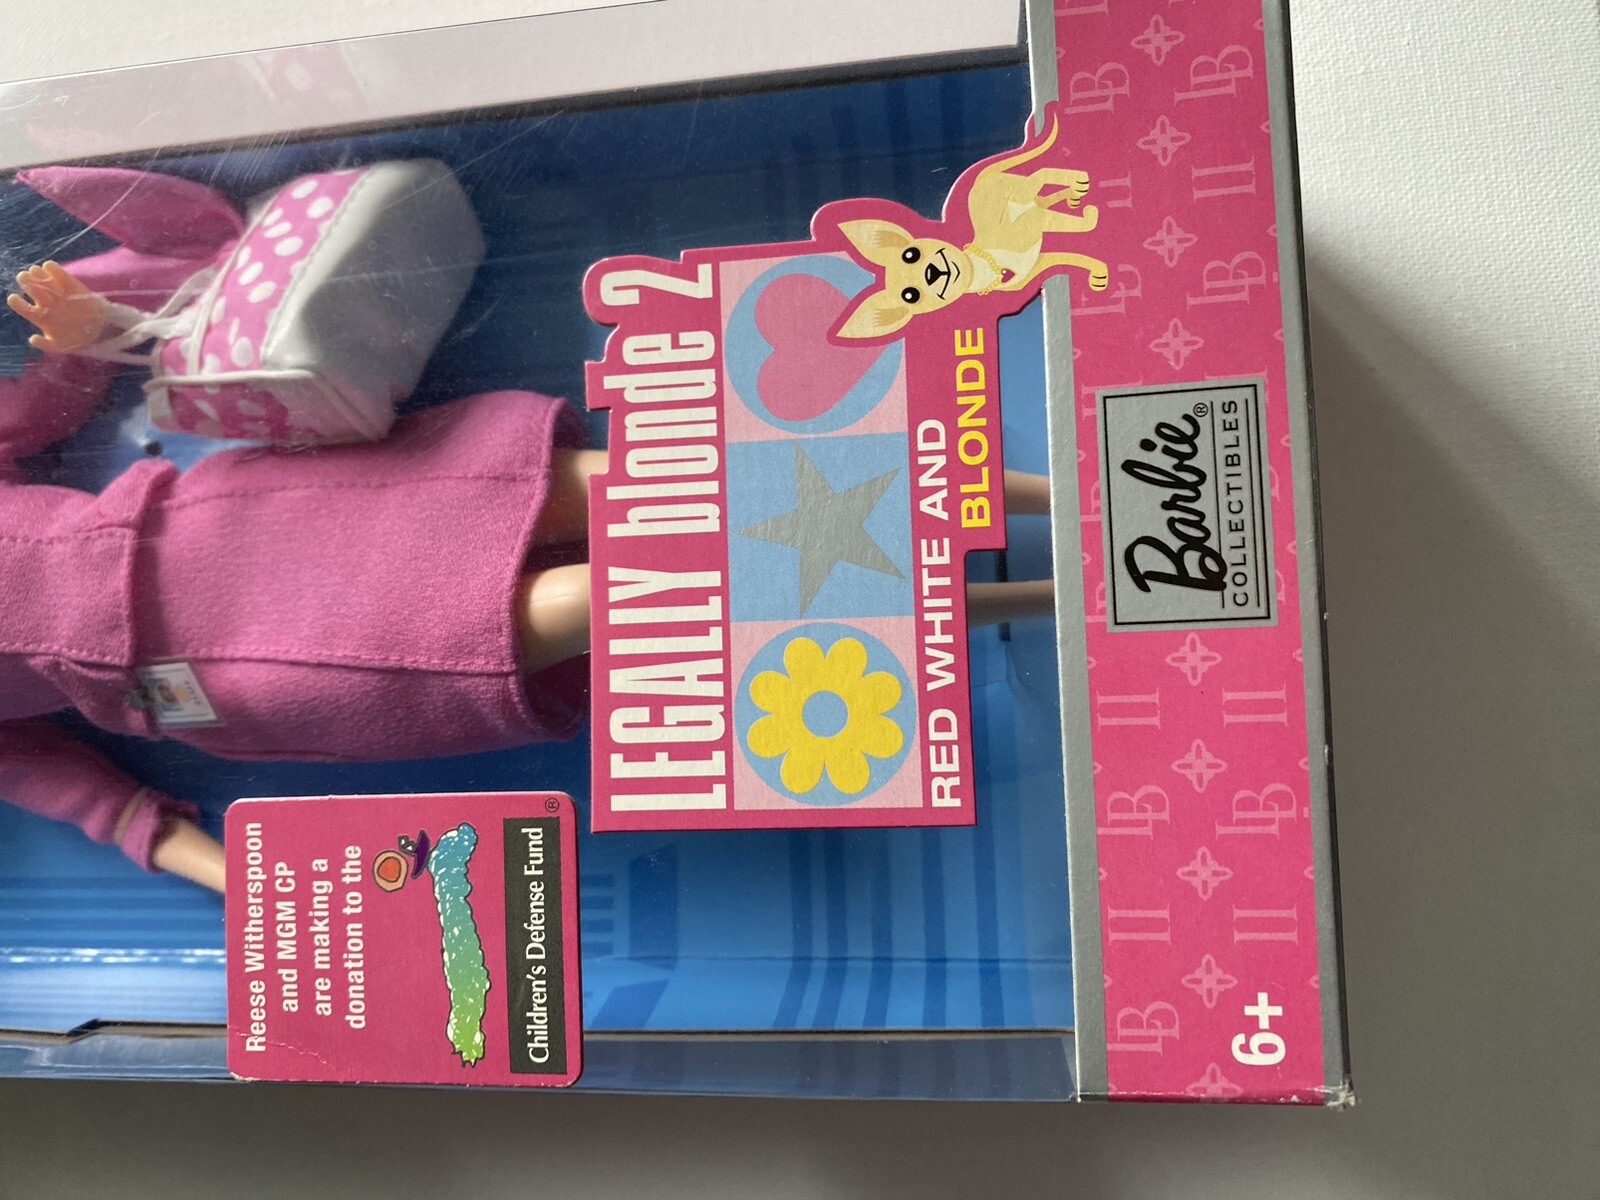 LEGALLY blonde 2
RED WHITE AND
BLONDE
Reese Witherspoon
and MGM CP
are making a
donation to the
Children's Defense Fund®
Barbie®
COLLECTIBLES
6+